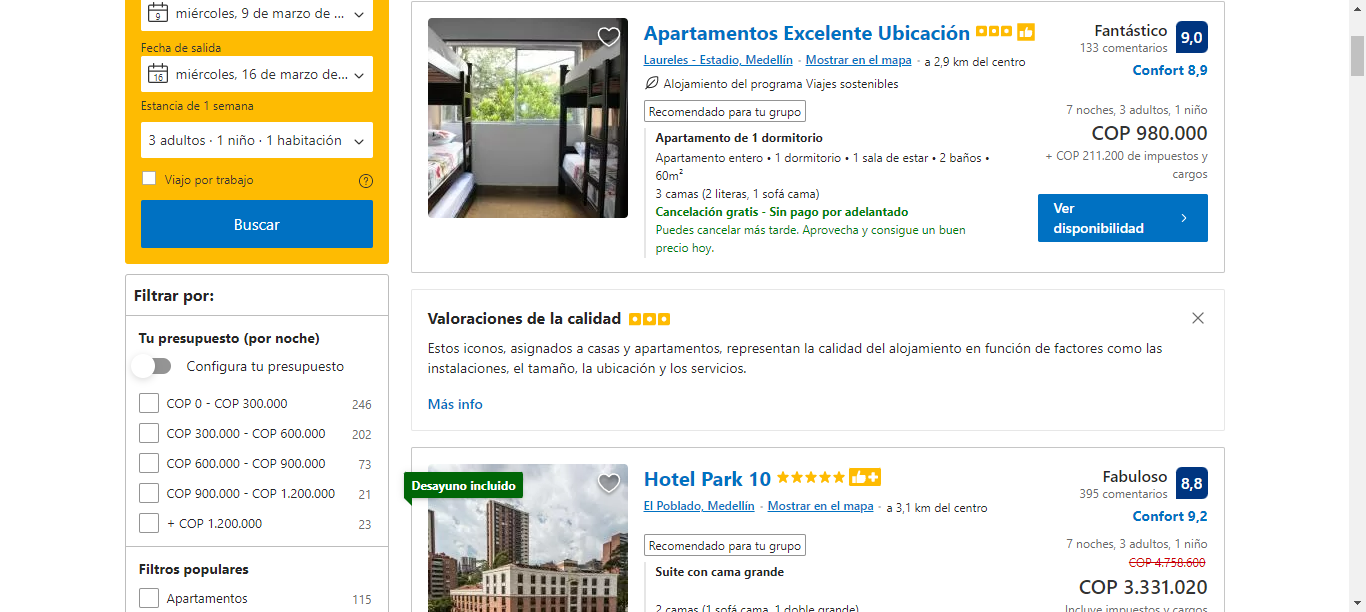 9
miércoles, 9 de marzo de ...
Fecha de salida
16
miércoles, 16 de marzo de...
Estancia de 1 semana
3 adultos · 1 niño · 1 habitación
Viajo por trabajo
?
Buscar
Filtrar por:
Tu presupuesto (por noche)
Configura tu presupuesto
COP 0 - COP 300.000 246
COP 300.000 - COP 600.000 202
COP 600.000 - COP 900.000 73
COP 900.000 - COP 1.200.000 21
+ COP 1.200.000 23
Filtros populares
Apartamentos 115
Apartamentos Excelente Ubicación
Laureles - Estadio, Medellín · Mostrar en el mapa · a 2,9 km del centro
Alojamiento del programa Viajes sostenibles
Recomendado para tu grupo
Apartamento de 1 dormitorio
Apartamento entero • 1 dormitorio • 1 sala de estar • 2 baños •
60m²
3 camas (2 literas, 1 sofá cama)
Cancelación gratis - Sin pago por adelantado
Puedes cancelar más tarde. Aprovecha y consigue un buen
precio hoy.
Fantástico 9,0
133 comentarios
Confort 8,9
7 noches, 3 adultos, 1 niño
COP 980.000
+ COP 211.200 de impuestos y
cargos
Ver
disponibilidad
Valoraciones de la calidad
Estos iconos, asignados a casas y apartamentos, representan la calidad del alojamiento en función de factores como las
instalaciones, el tamaño, la ubicación y los servicios.
Más info
Desayuno incluido
Hotel Park 10
El Poblado, Medellín · Mostrar en el mapa · a 3,1 km del centro
Recomendado para tu grupo
Suite con cama grande
2 camas (1 sofá cama, 1 doble grande)
Fabuloso 8,8
395 comentarios
Confort 9,2
7 noches, 3 adultos, 1 niño
COP 4.758.600
COP 3.331.020
Incluye impuestos y cargos